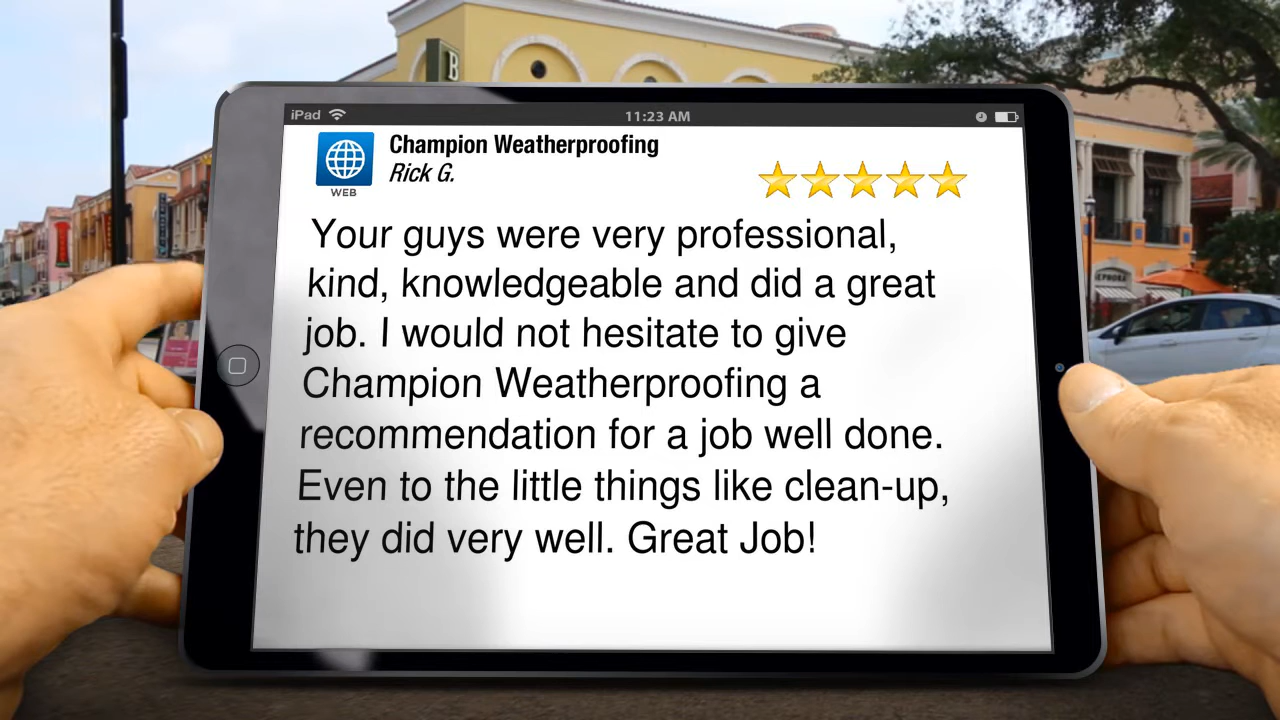 B
iPad
11:23 AM
WEB
Champion Weatherproofing
Rick G.
Your guys were very professional,
kind, knowledgeable and did a great
job. I would not hesitate to give
Champion Weatherproofing a
recommendation for a job well done.
Even to the little things like clean-up,
they did very well. Great Job!
SEPHORA